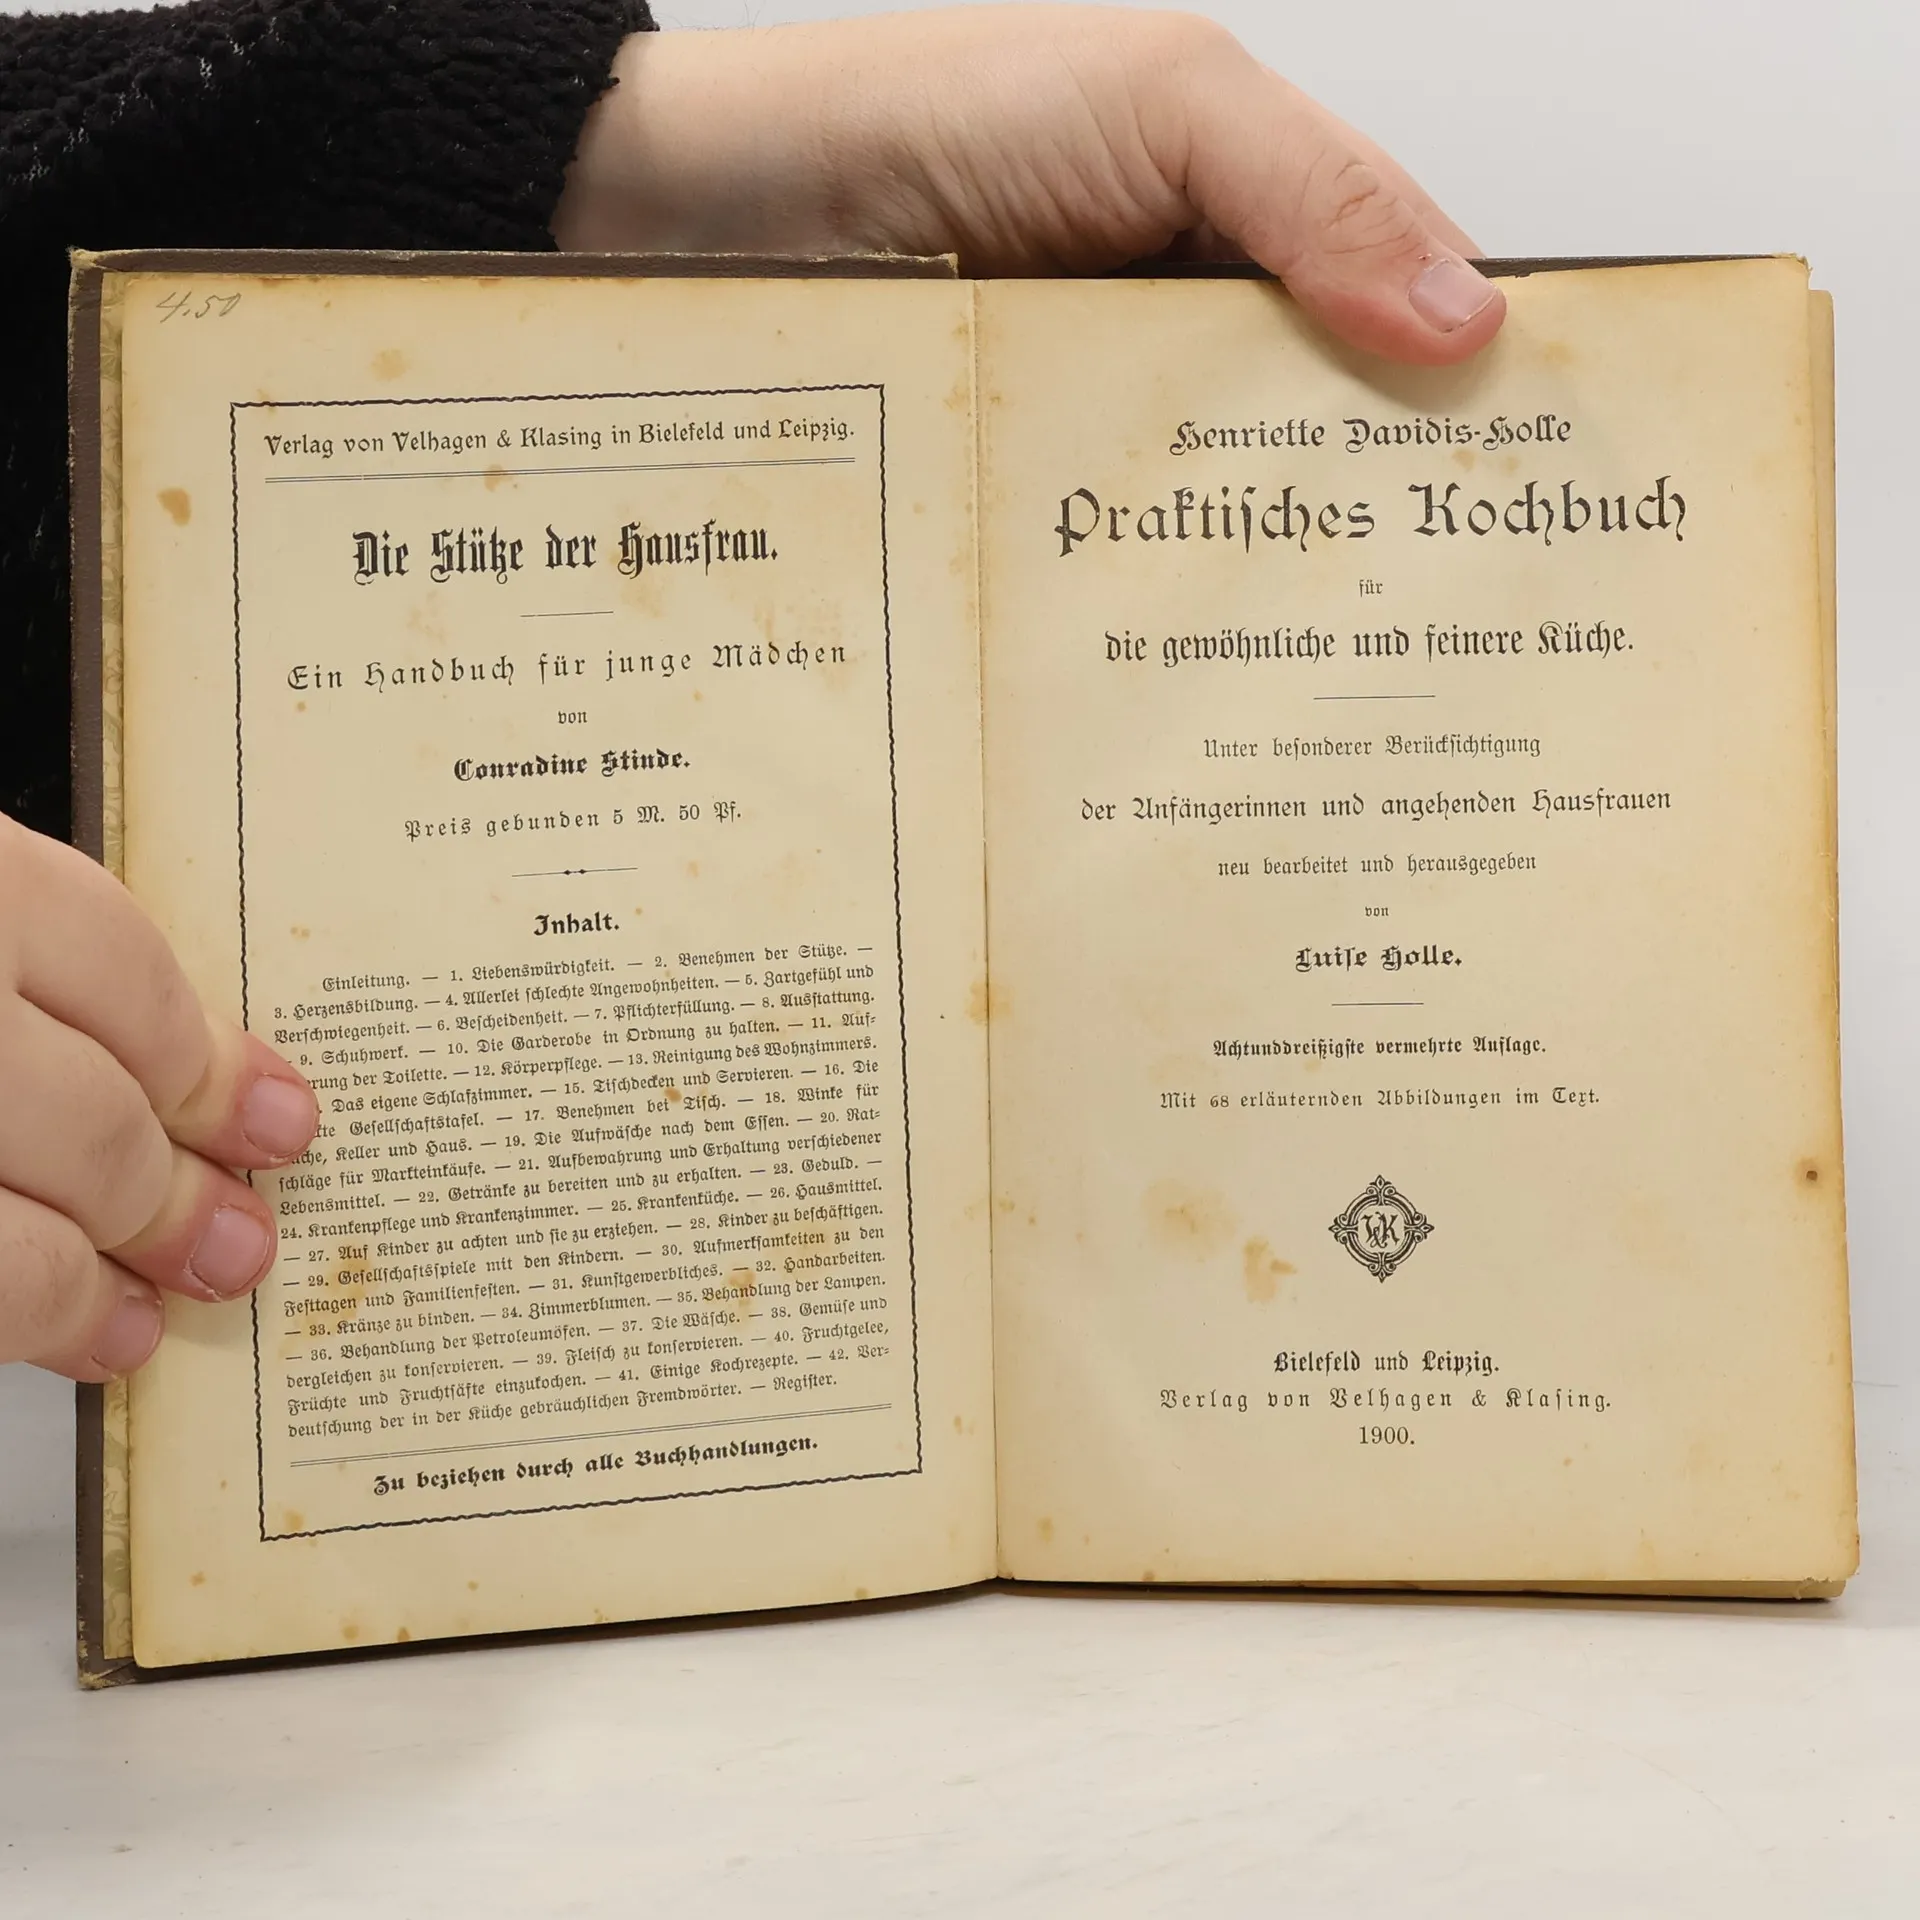 4.50
Verlag von Velhagen & Klasing in Bielefeld und Leipzig.
Die Stütze der Hausfrau.
Ein Handbuch für junge Mädchen
von
Conradine Stinde.
Preis gebunden 5 M. 50 Pf.
Inhalt.
Einleitung. — 1. Liebenswürdigkeit. — 2. Benehmen der Stütze. —
3. Herzensbildung. — 4. Allerlei ſchlechte Angewohnheiten. — 5. Zartgefühl und
Verſchwiegenheit. — 6. Beſcheidenheit. — 7. Pflichterfüllung. — 8. Ausſtattung.
— 9. Schuhwerk. — 10. Die Garderobe in Ordnung zu halten. — 11. Auf-
rung der Toilette. — 12. Körperpflege. — 13. Reinigung des Wohnzimmers.
Das eigene Schlafzimmer. — 15. Tiſchdecken und Servieren. — 16. Die
kte Geſellſchaftstafel. — 17. Benehmen bei Tiſch. — 18. Winke für
üche, Keller und Haus. — 19. Die Aufwäſche nach dem Eſſen. — 20. Rat-
ſchläge für Markteinkäufe. — 21. Aufbewahrung und Erhaltung verſchiedener
Lebensmittel. — 22. Getränke zu bereiten und zu erhalten. — 23. Geduld. —
24. Krankenpflege und Krankenzimmer. — 25. Krankenküche. — 26. Hausmittel.
— 27. Auf Kinder zu achten und ſie zu erziehen. — 28. Kinder zu beſchäftigen.
— 29. Geſellſchaftsſpiele mit den Kindern. — 30. Aufmerkſamkeiten zu den
Feſttagen und Familienfeſten. — 31. Kunſtgewerbliches. — 32. Handarbeiten.
— 33. Kränze zu binden. — 34. Zimmerblumen. — 35. Behandlung der Lampen.
— 36. Behandlung der Petroleumöfen. — 37. Die Wäſche. — 38. Gemüſe und
dergleichen zu konſervieren. — 39. Fleiſch zu konſervieren. — 40. Fruchtgelee,
Früchte und Fruchtſäfte einzukochen. — 41. Einige Kochrezepte. — 42. Ver-
deutſchung der in der Küche gebräuchlichen Fremdwörter. — Regiſter.
Zu beziehen durch alle Buchhandlungen.
Henriette Davidis-Holle
Praktiſches Kochbuch
für
die gewöhnliche und feinere Küche.
Unter beſonderer Berückſichtigung
der Anfängerinnen und angehenden Hausfrauen
neu bearbeitet und herausgegeben
von
Luiſe Holle.
Achtunddreißigſte vermehrte Auflage.
Mit 68 erläuternden Abbildungen im Text.
V&K
Bielefeld und Leipzig.
Verlag von Velhagen & Klaſing.
1900.